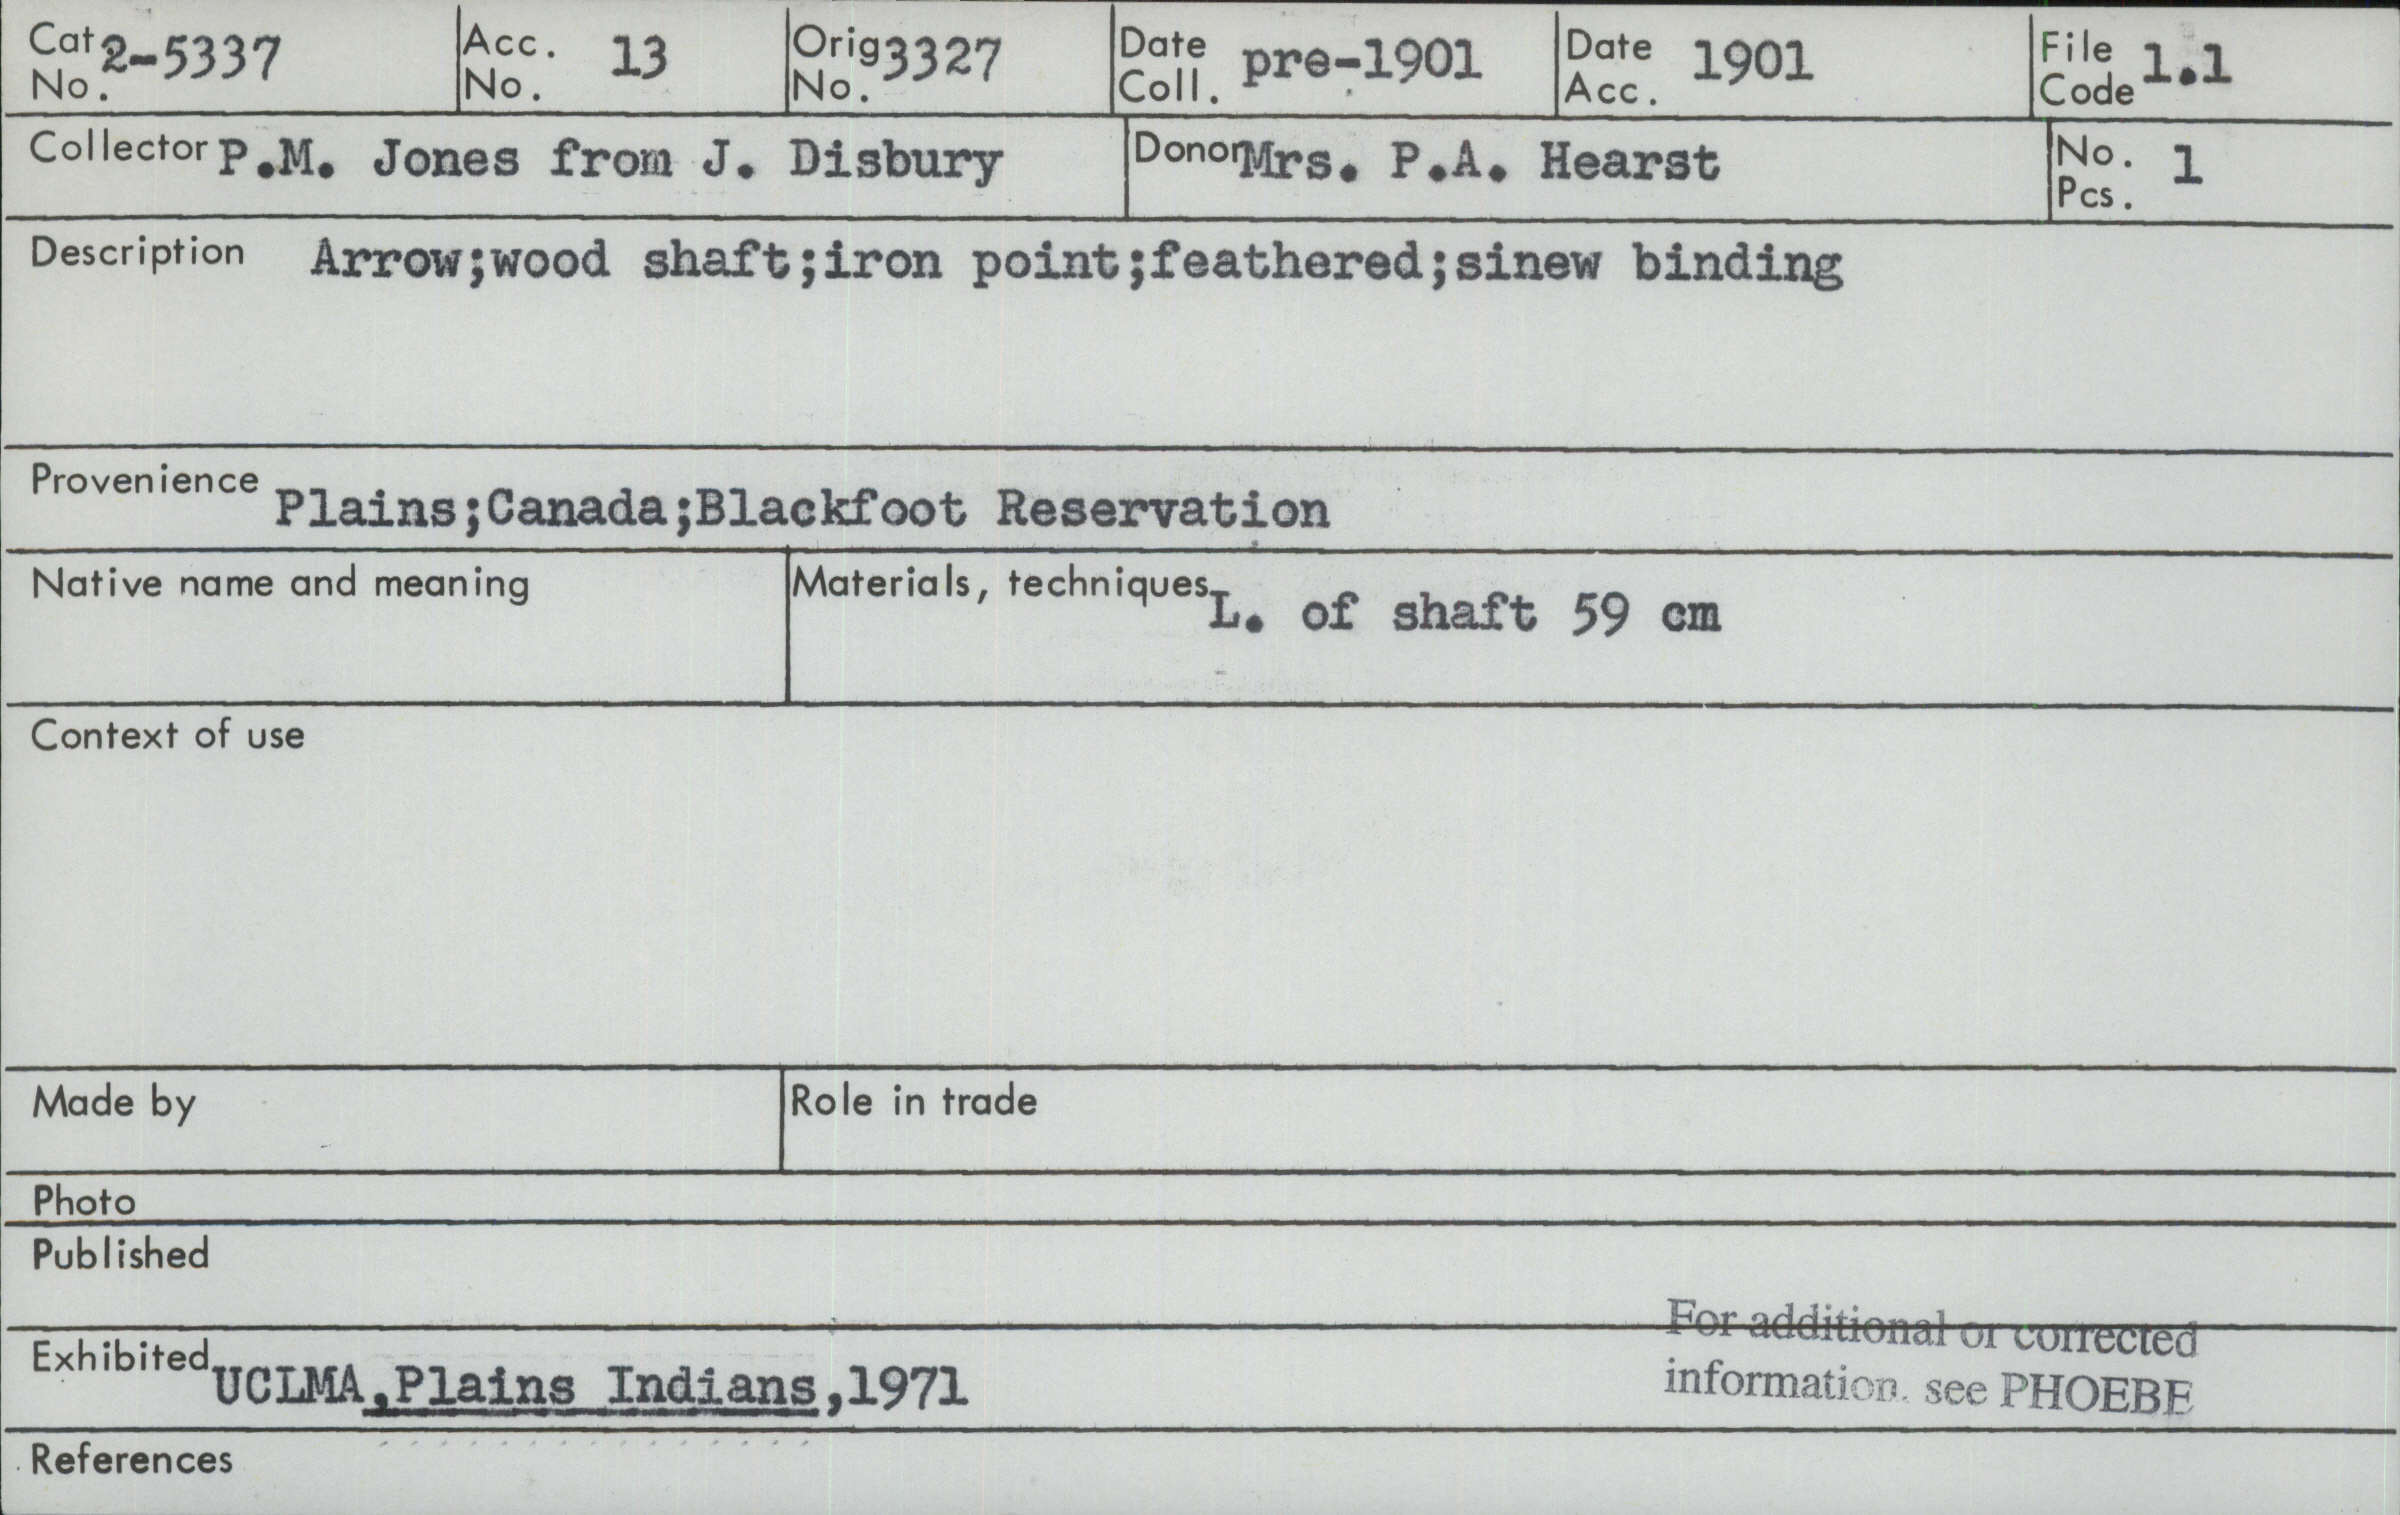 Cat No. 2-5337 Acc. No. 13 Orig No. 3327 Date Coll. pre-1901 Date Acc. 1901 File Code 1.1
Collector P.M. Jones from J. Disbury Donor Mrs. P.A. Hearst No. Pcs. 1
Description Arrow;wood shaft;iron point;feathered;sinew binding
Provenience Plains;Canada;Blackfoot Reservation
Native name and meaning Materials, techniques L. of shaft 59 cm
Context of use
Made by Role in trade
Photo
Published
Exhibited UCLMA,Plains Indians,1971
For additional or corrected
information. see PHOEBE
References